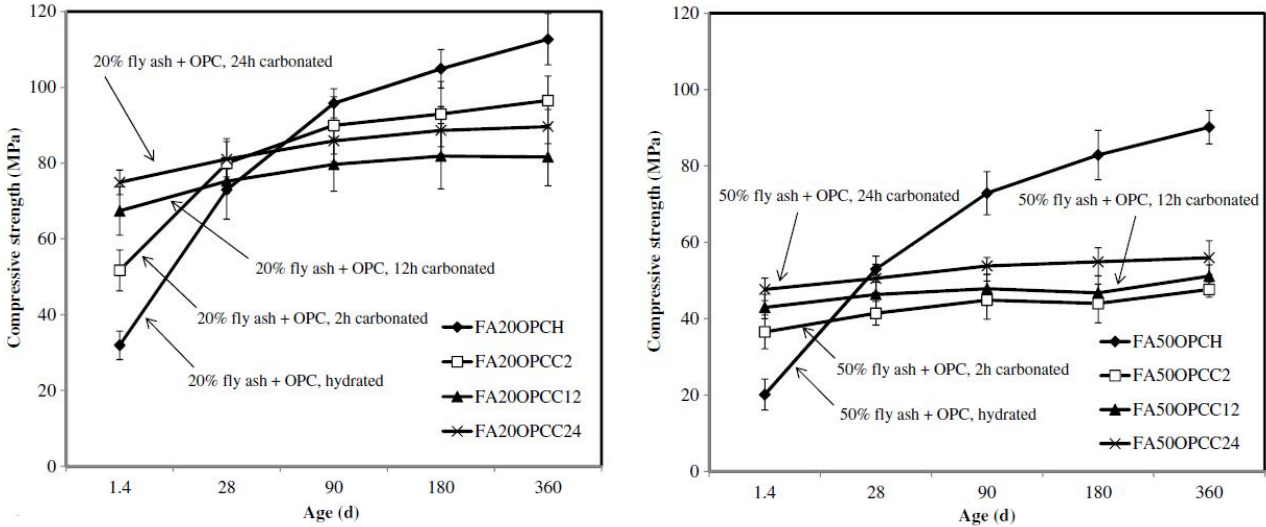 120
100
80
60
40
20
0
Compressive strength (MPa)
20% fly ash + OPC, 24h carbonated
20% fly ash + OPC, 12h carbonated
20% fly ash + OPC, 2h carbonated
20% fly ash + OPC, hydrated
FA20OPCH
FA20OPCC2
FA20OPCC12
FA20OPCC24
1.4 28 90 180 360
Age (d)
120
100
80
60
40
20
0
Compressive strength (MPa)
50% fly ash + OPC, 24h carbonated
50% fly ash + OPC, 12h carbonated
50% fly ash + OPC, 2h carbonated
50% fly ash + OPC, hydrated
FA50OPCH
FA50OPCC2
FA50OPCC12
FA50OPCC24
1.4 28 90 180 360
Age (d)